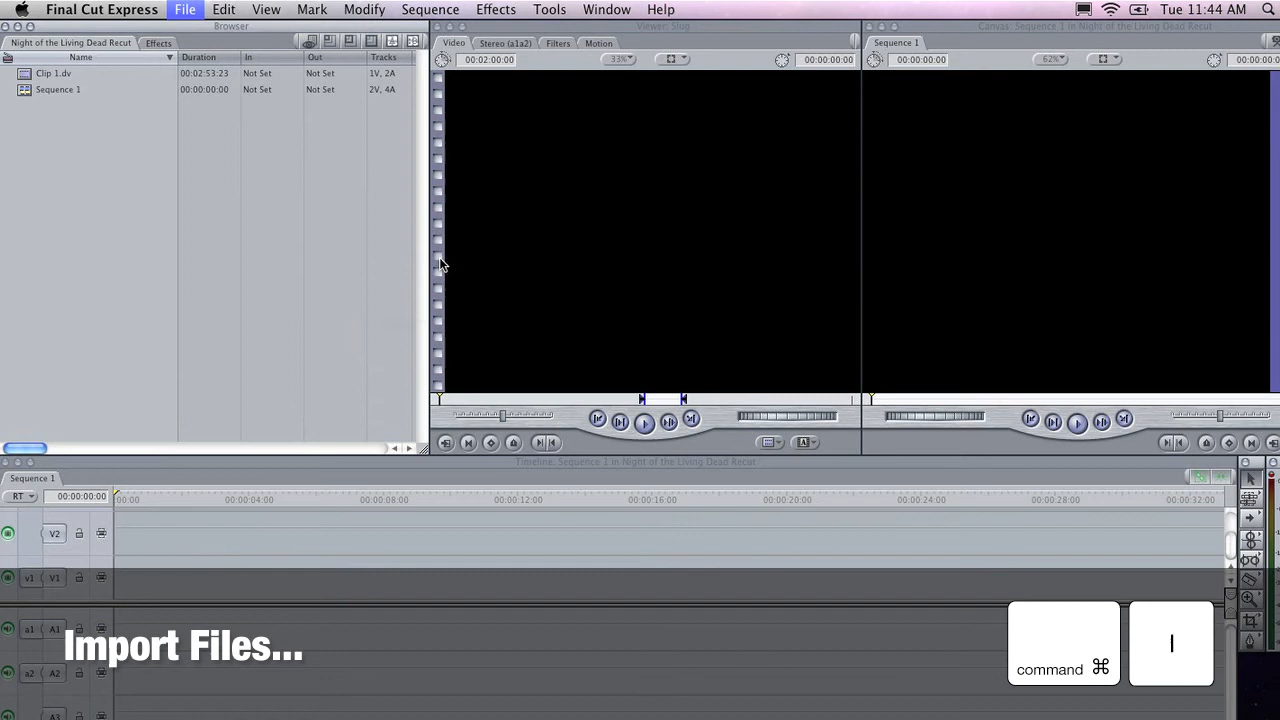 Final Cut Express File Edit View Mark Modify Sequence Effects Tools Window Help Tue 11:44 AM
Browser Viewer: Slug Canvas: Sequence 1 in Night of the Living Dead Recut
Night of the Living Dead Recut Effects Video Stereo (a1a2) Filters Motion Sequence 1
Name Duration In Out Tracks 00:02:00:00 33% 00:00:00:00 00:00:00:00 62%
Clip 1.dv 00:02:53:23 Not Set Not Set 1V, 2A
Sequence 1 00:00:00:00 Not Set Not Set 2V, 4A
Timeline: Sequence 1 in Night of the Living Dead Recut
Sequence 1
RT 00:00:00:00 00:00 00:00:04:00 00:00:08:00 00:00:12:00 00:00:16:00 00:00:20:00 00:00:24:00 00:00:28:00 00:00:32:00
V2
v1 V1
a1 A1
Import Files...
command ⌘ I
a2 A2
A3